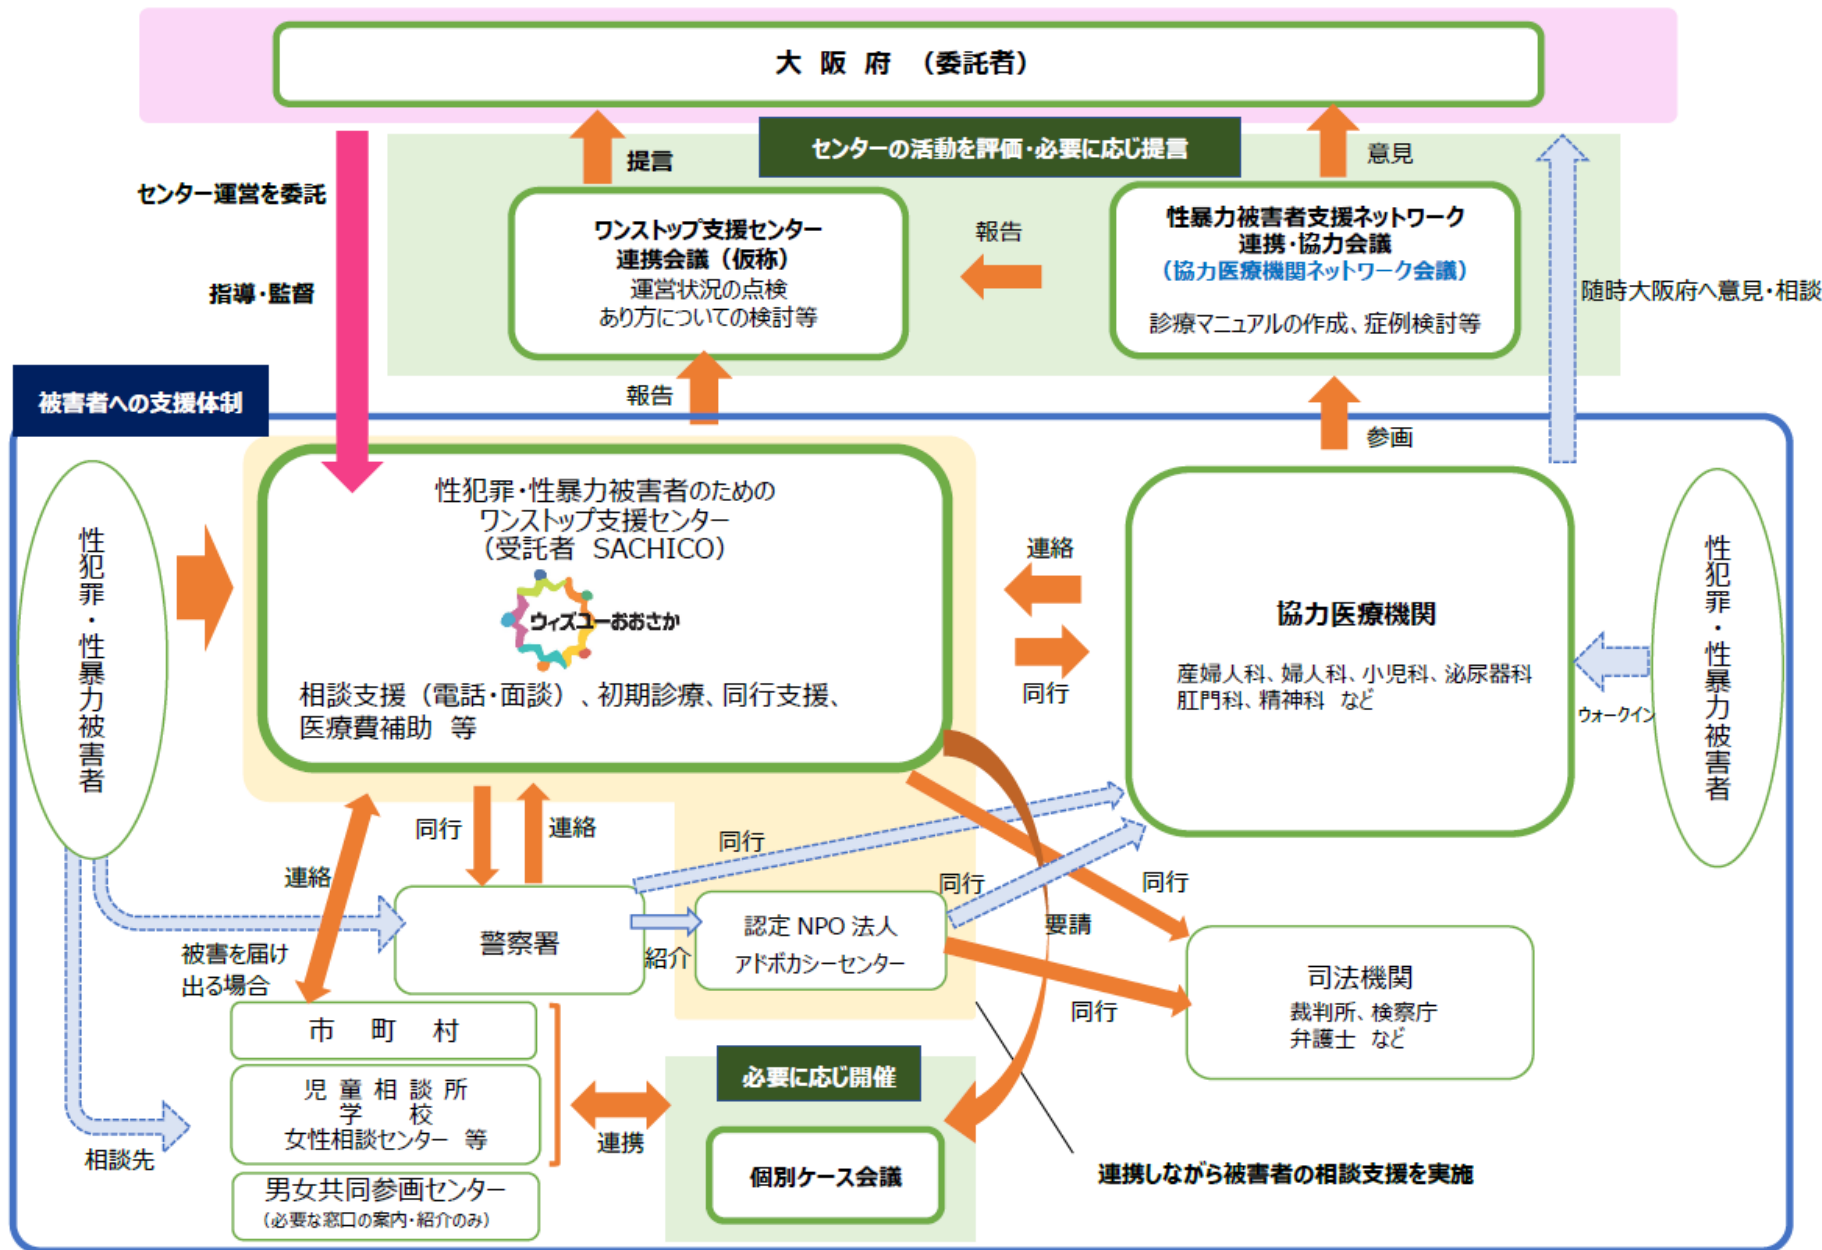 大 阪 府 （委託者）
センターの活動を評価・必要に応じ提言
提言
意見
センター運営を委託
指導・監督
ワンストップ支援センター
連携会議（仮称）
運営状況の点検
あり方についての検討等
報告
性暴力被害者支援ネットワーク
連携・協力会議
（協力医療機関ネットワーク会議）
診療マニュアルの作成、症例検討等
随時大阪府へ意見・相談
報告
参画
被害者への支援体制
性犯罪・性暴力被害者
性犯罪・性暴力被害者のための
ワンストップ支援センター
（受託者 SACHICO）
ウィズユーおおさか
相談支援（電話・面談）、初期診療、同行支援、
医療費補助 等
連絡
同行
協力医療機関
産婦人科、婦人科、小児科、泌尿器科
肛門科、精神科 など
ウォークイン
性犯罪・性暴力被害者
同行
連絡
同行
連絡
同行
同行
要請
被害を届け
出る場合
警察署
紹介
認定 NPO 法人
アドボカシーセンター
同行
司法機関
裁判所、検察庁
弁護士 など
市 町 村
児 童 相 談 所
学 校
女性相談センター 等
男女共同参画センター
（必要な窓口の案内・紹介のみ）
相談先
連携
必要に応じ開催
個別ケース会議
連携しながら被害者の相談支援を実施